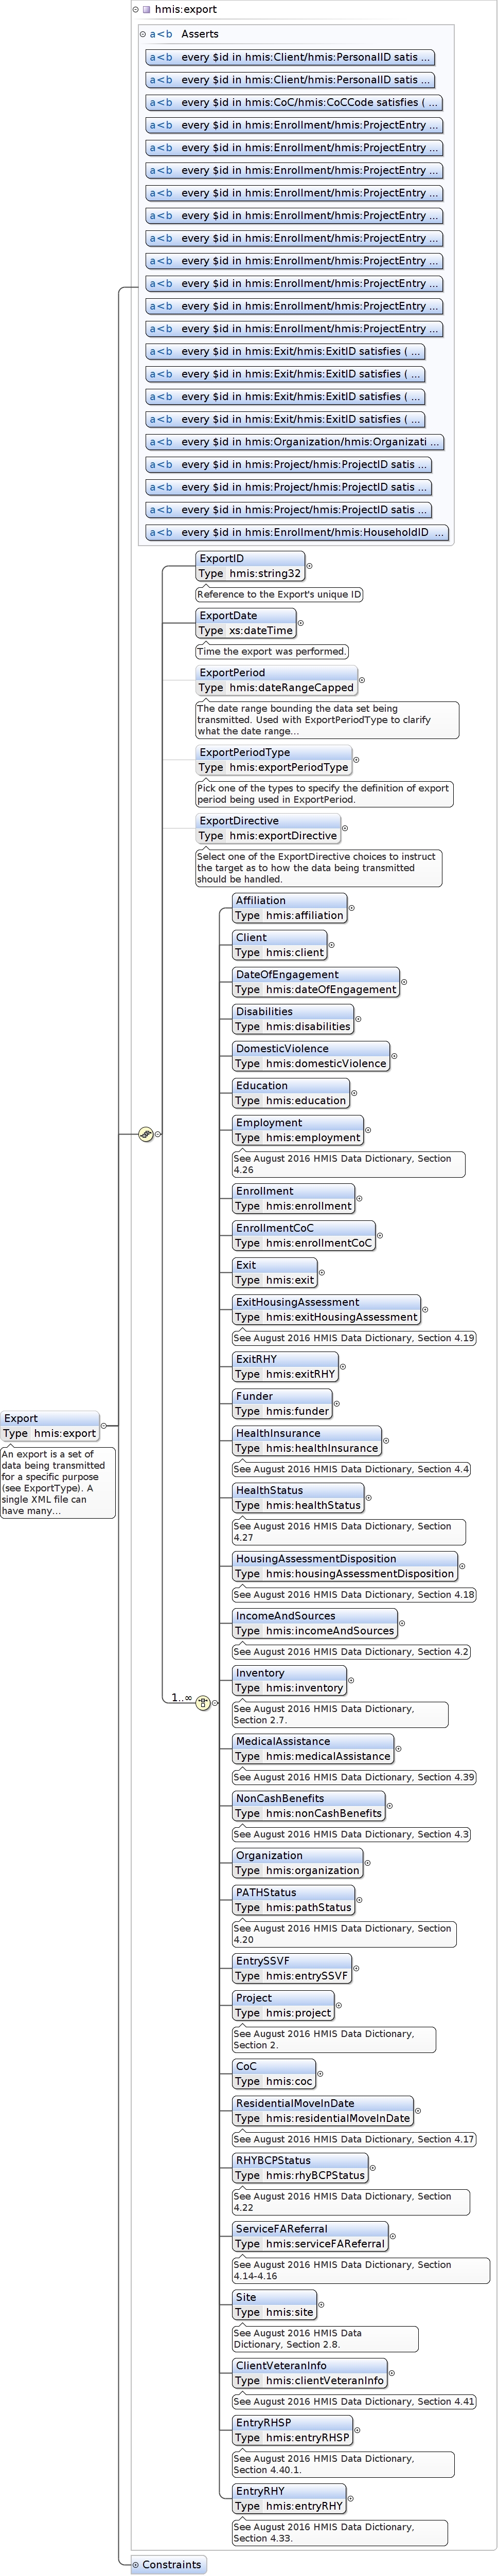 hmis:export
a<b Asserts
a<b every $id in hmis:Client/hmis:PersonalID satis ...
a<b every $id in hmis:Client/hmis:PersonalID satis ...
a<b every $id in hmis:CoC/hmis:CoCCode satisfies ( ...
a<b every $id in hmis:Enrollment/hmis:ProjectEntry ...
a<b every $id in hmis:Enrollment/hmis:ProjectEntry ...
a<b every $id in hmis:Enrollment/hmis:ProjectEntry ...
a<b every $id in hmis:Enrollment/hmis:ProjectEntry ...
a<b every $id in hmis:Enrollment/hmis:ProjectEntry ...
a<b every $id in hmis:Enrollment/hmis:ProjectEntry ...
a<b every $id in hmis:Enrollment/hmis:ProjectEntry ...
a<b every $id in hmis:Enrollment/hmis:ProjectEntry ...
a<b every $id in hmis:Enrollment/hmis:ProjectEntry ...
a<b every $id in hmis:Enrollment/hmis:ProjectEntry ...
a<b every $id in hmis:Exit/hmis:ExitID satisfies ( ...
a<b every $id in hmis:Exit/hmis:ExitID satisfies ( ...
a<b every $id in hmis:Exit/hmis:ExitID satisfies ( ...
a<b every $id in hmis:Exit/hmis:ExitID satisfies ( ...
a<b every $id in hmis:Organization/hmis:Organizati ...
a<b every $id in hmis:Project/hmis:ProjectID satis ...
a<b every $id in hmis:Project/hmis:ProjectID satis ...
a<b every $id in hmis:Project/hmis:ProjectID satis ...
a<b every $id in hmis:Enrollment/hmis:HouseholdID ...
ExportID
Type hmis:string32
Reference to the Export's unique ID
ExportDate
Type xs:dateTime
Time the export was performed.
ExportPeriod
Type hmis:dateRangeCapped
The date range bounding the data set being
transmitted. Used with ExportPeriodType to clarify
what the date range...
ExportPeriodType
Type hmis:exportPeriodType
Pick one of the types to specify the definition of export
period being used in ExportPeriod.
ExportDirective
Type hmis:exportDirective
Select one of the ExportDirective choices to instruct
the target as to how the data being transmitted
should be handled.
Affiliation
Type hmis:affiliation
Client
Type hmis:client
DateOfEngagement
Type hmis:dateOfEngagement
Disabilities
Type hmis:disabilities
DomesticViolence
Type hmis:domesticViolence
Education
Type hmis:education
Employment
Type hmis:employment
See August 2016 HMIS Data Dictionary, Section
4.26
Enrollment
Type hmis:enrollment
EnrollmentCoC
Type hmis:enrollmentCoC
Exit
Type hmis:exit
ExitHousingAssessment
Type hmis:exitHousingAssessment
See August 2016 HMIS Data Dictionary, Section 4.19
ExitRHY
Type hmis:exitRHY
Funder
Type hmis:funder
Export
Type hmis:export
An export is a set of
data being transmitted
for a specific purpose
(see ExportType). A
single XML file can
have many...
HealthInsurance
Type hmis:healthInsurance
See August 2016 HMIS Data Dictionary, Section 4.4
HealthStatus
Type hmis:healthStatus
See August 2016 HMIS Data Dictionary, Section
4.27
HousingAssessmentDisposition
Type hmis:housingAssessmentDisposition
See August 2016 HMIS Data Dictionary, Section 4.18
IncomeAndSources
Type hmis:incomeAndSources
See August 2016 HMIS Data Dictionary, Section 4.2
1..∞
Inventory
Type hmis:inventory
See August 2016 HMIS Data Dictionary,
Section 2.7.
MedicalAssistance
Type hmis:medicalAssistance
See August 2016 HMIS Data Dictionary, Section 4.39
NonCashBenefits
Type hmis:nonCashBenefits
See August 2016 HMIS Data Dictionary, Section 4.3
Organization
Type hmis:organization
PATHStatus
Type hmis:pathStatus
See August 2016 HMIS Data Dictionary, Section
4.20
EntrySSVF
Type hmis:entrySSVF
Project
Type hmis:project
See August 2016 HMIS Data Dictionary,
Section 2.
CoC
Type hmis:coc
ResidentialMoveInDate
Type hmis:residentialMoveInDate
See August 2016 HMIS Data Dictionary, Section 4.17
RHYBCPStatus
Type hmis:rhyBCPStatus
See August 2016 HMIS Data Dictionary, Section
4.22
ServiceFAReferral
Type hmis:serviceFAReferral
See August 2016 HMIS Data Dictionary, Section
4.14-4.16
Site
Type hmis:site
See August 2016 HMIS Data
Dictionary, Section 2.8.
ClientVeteranInfo
Type hmis:clientVeteranInfo
See August 2016 HMIS Data Dictionary, Section 4.41
EntryRHSP
Type hmis:entryRHSP
See August 2016 HMIS Data Dictionary,
Section 4.40.1.
EntryRHY
Type hmis:entryRHY
See August 2016 HMIS Data Dictionary,
Section 4.33.
Constraints